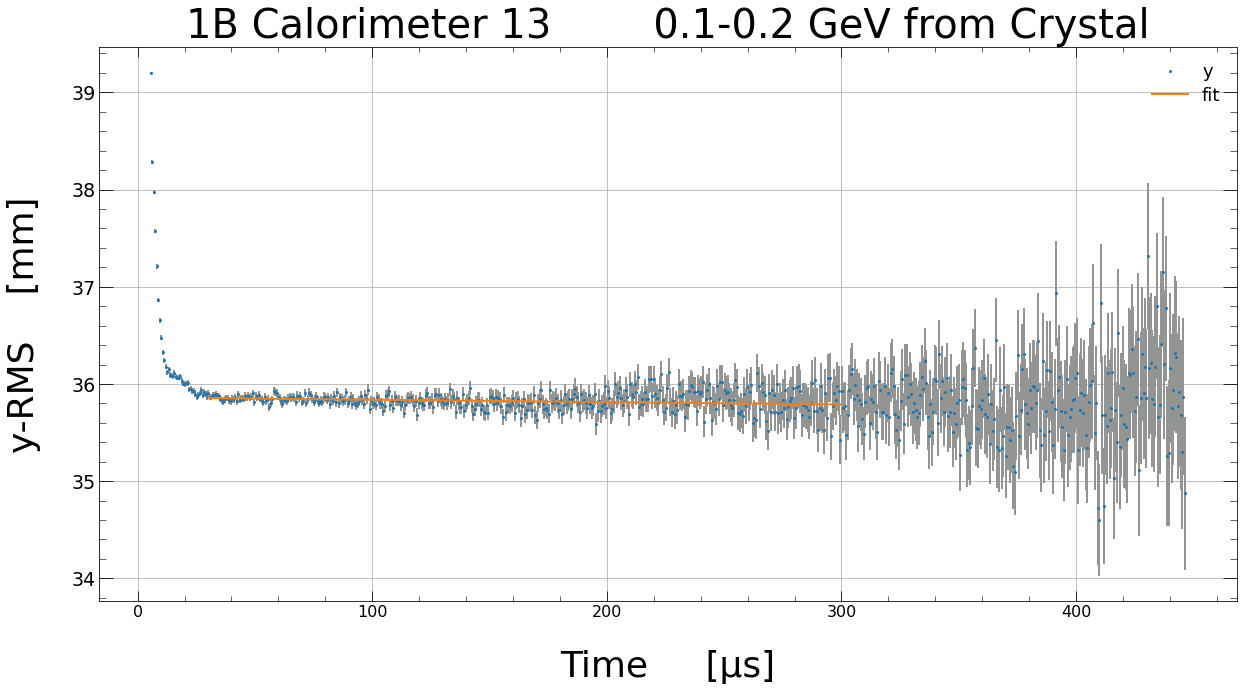 1B Calorimeter 13 0.1-0.2 GeV from Crystal
y
fit
y-RMS [mm]
39
38
37
36
35
34
0 100 200 300 400
Time [μs]